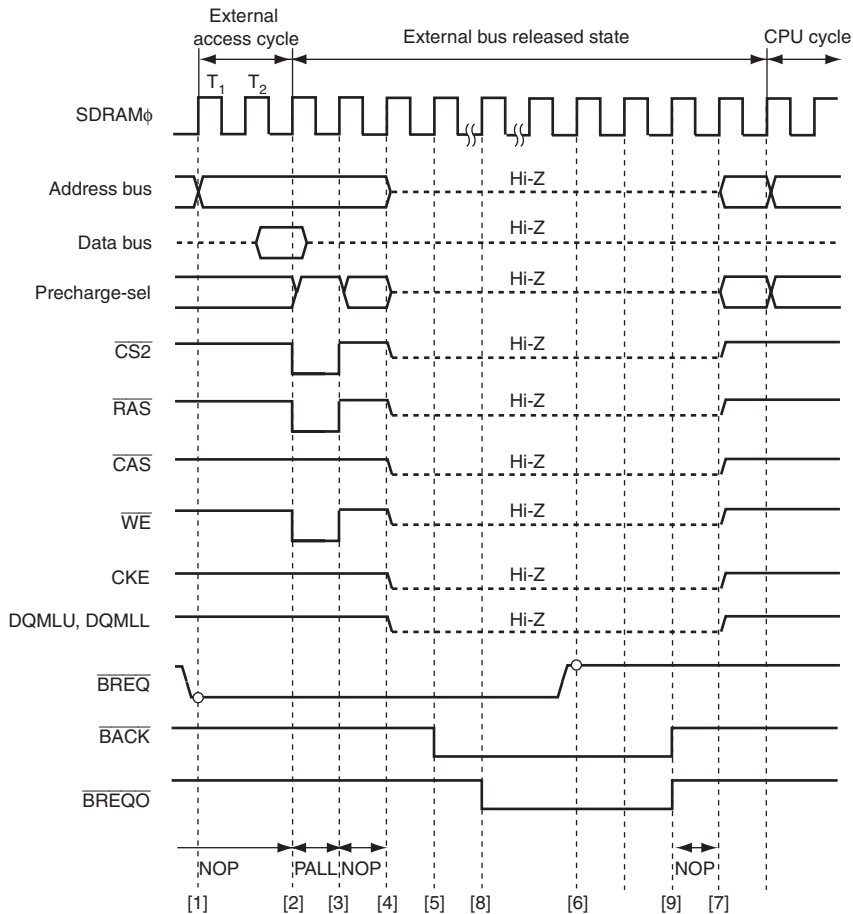 External
access cycle
External bus released state
CPU cycle
T1 T2
SDRAMϕ
Address bus
Hi-Z
Data bus
Hi-Z
Precharge-sel
Hi-Z
CS2
Hi-Z
RAS
Hi-Z
CAS
Hi-Z
WE
Hi-Z
CKE
Hi-Z
DQMLU, DQMLL
Hi-Z
BREQ
BACK
BREQO
NOP PALL NOP NOP
[1] [2] [3] [4] [5] [8] [6] [9] [7]